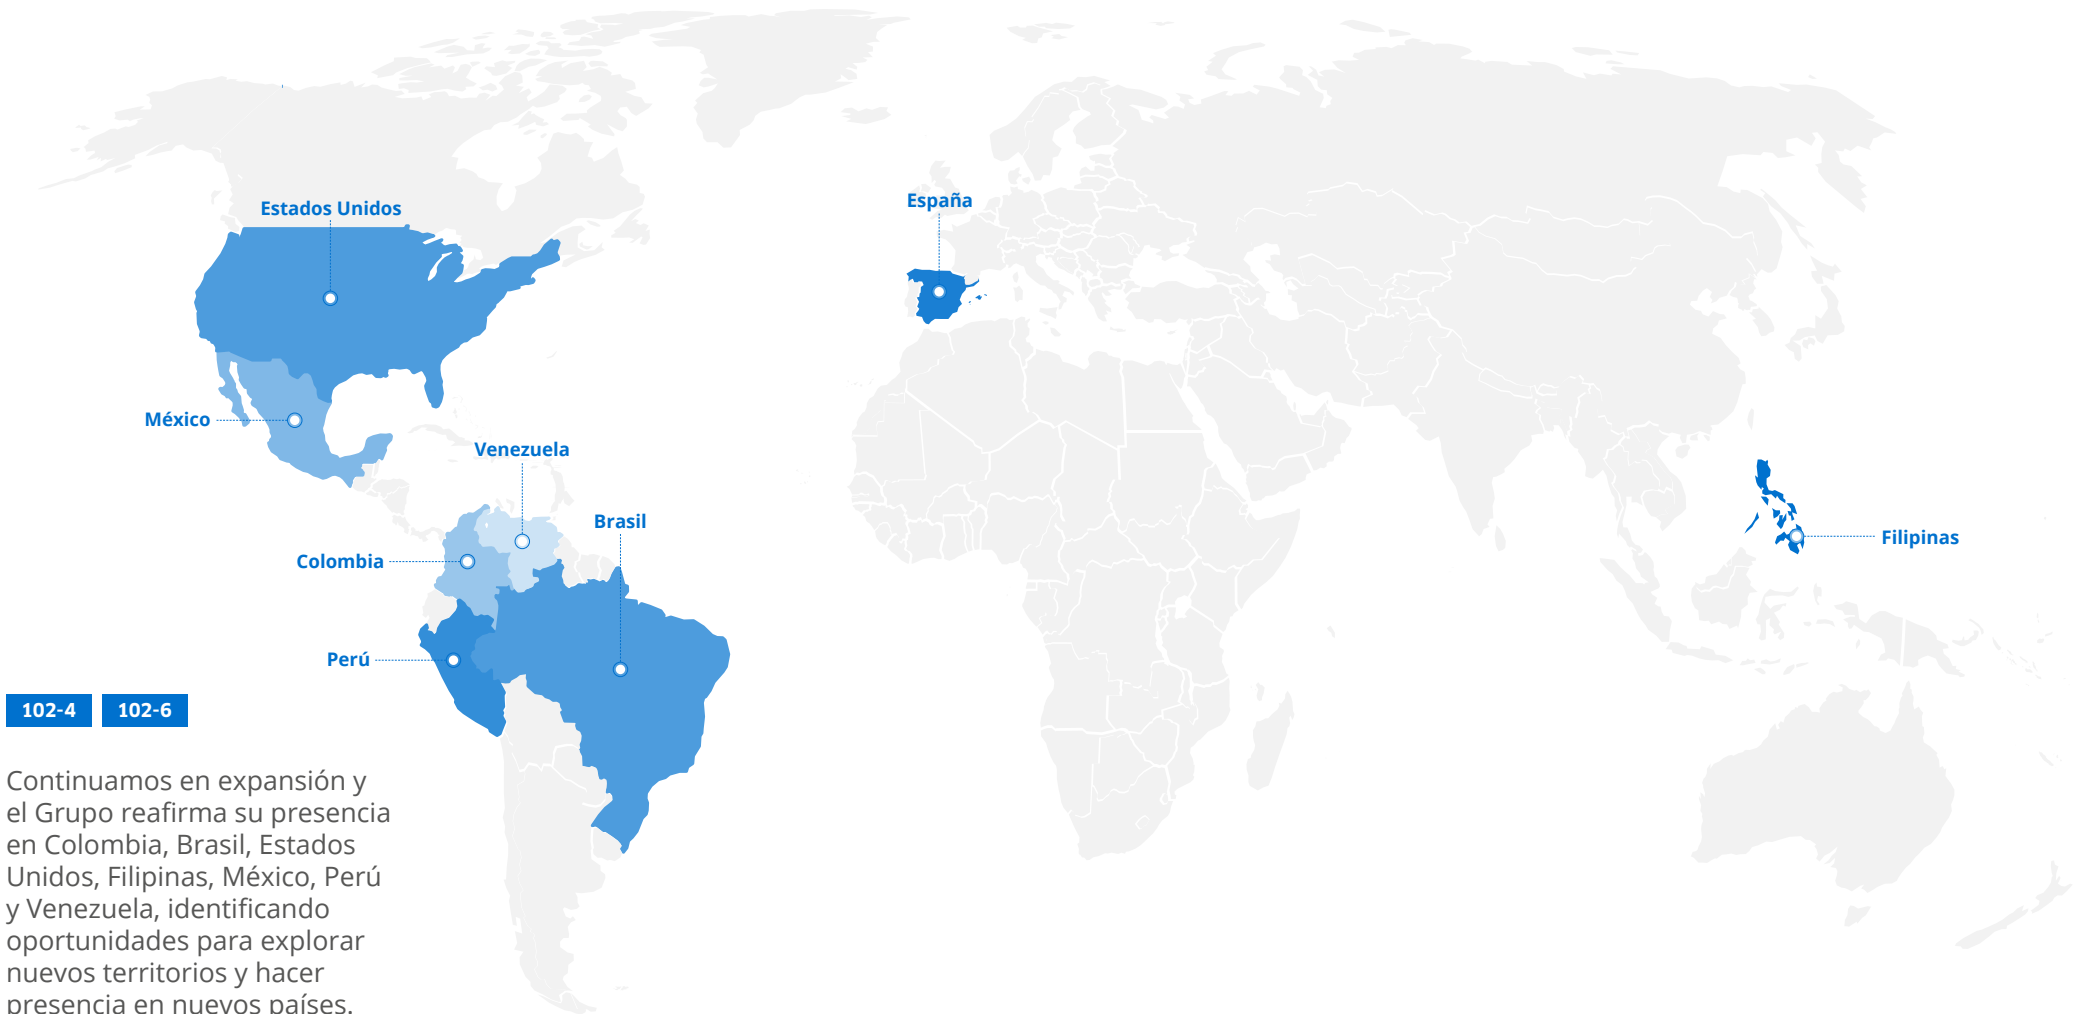 España
Estados Unidos
México
Venezuela
Brasil
Filipinas
Colombia
Perú
102-4 102-6
Continuamos en expansión y
el Grupo reafirma su presencia
en Colombia, Brasil, Estados
Unidos, Filipinas, México, Perú
y Venezuela, identificando
oportunidades para explorar
nuevos territorios y hacer
presencia en nuevos países.